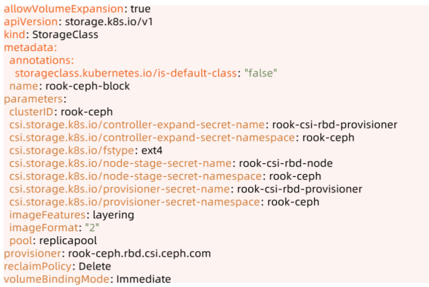 allowVolumeExpansion: true
apiVersion: storage.k8s.io/v1
kind: StorageClass
metadata:
  annotations:
    storageclass.kubernetes.io/is-default-class: "false"
  name: rook-ceph-block
parameters:
  clusterID: rook-ceph
  csi.storage.k8s.io/controller-expand-secret-name: rook-csi-rbd-provisioner
  csi.storage.k8s.io/controller-expand-secret-namespace: rook-ceph
  csi.storage.k8s.io/fstype: ext4
  csi.storage.k8s.io/node-stage-secret-name: rook-csi-rbd-node
  csi.storage.k8s.io/node-stage-secret-namespace: rook-ceph
  csi.storage.k8s.io/provisioner-secret-name: rook-csi-rbd-provisioner
  csi.storage.k8s.io/provisioner-secret-namespace: rook-ceph
  imageFeatures: layering
  imageFormat: "2"
  pool: replicapool
provisioner: rook-ceph.rbd.csi.ceph.com
reclaimPolicy: Delete
volumeBindingMode: Immediate